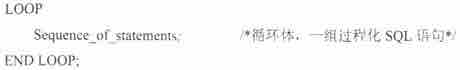 LOOP
Sequence_of_statements; /*循环体，一组过程化 SQL 语句*/
END LOOP;